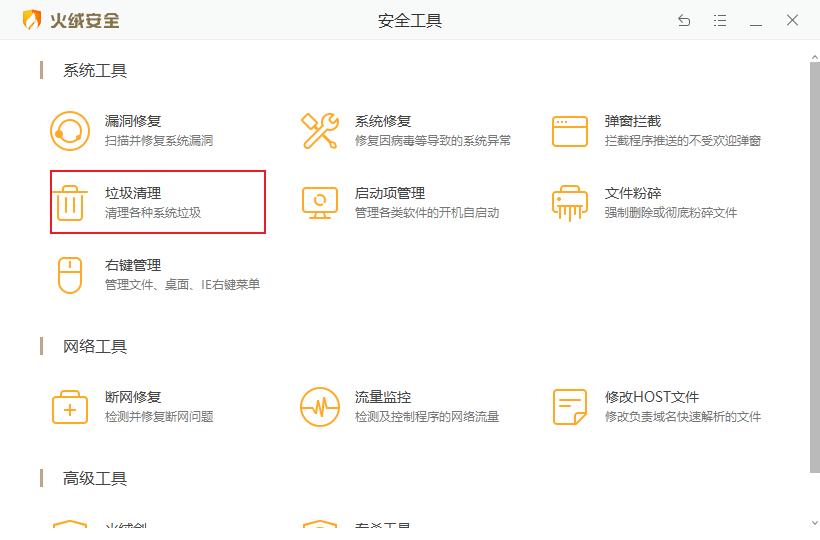 火绒安全
安全工具
系统工具
漏洞修复
扫描并修复系统漏洞
系统修复
修复因病毒等导致的系统异常
弹窗拦截
拦截程序推送的不受欢迎弹窗
垃圾清理
清理各种系统垃圾
启动项管理
管理各类软件的开机自启动
文件粉碎
强制删除或彻底粉碎文件
右键管理
管理文件、桌面、IE右键菜单
网络工具
断网修复
检测并修复断网问题
流量监控
检测及控制程序的网络流量
修改HOST文件
修改负责域名快速解析的文件
高级工具
火绒剑
专杀工具